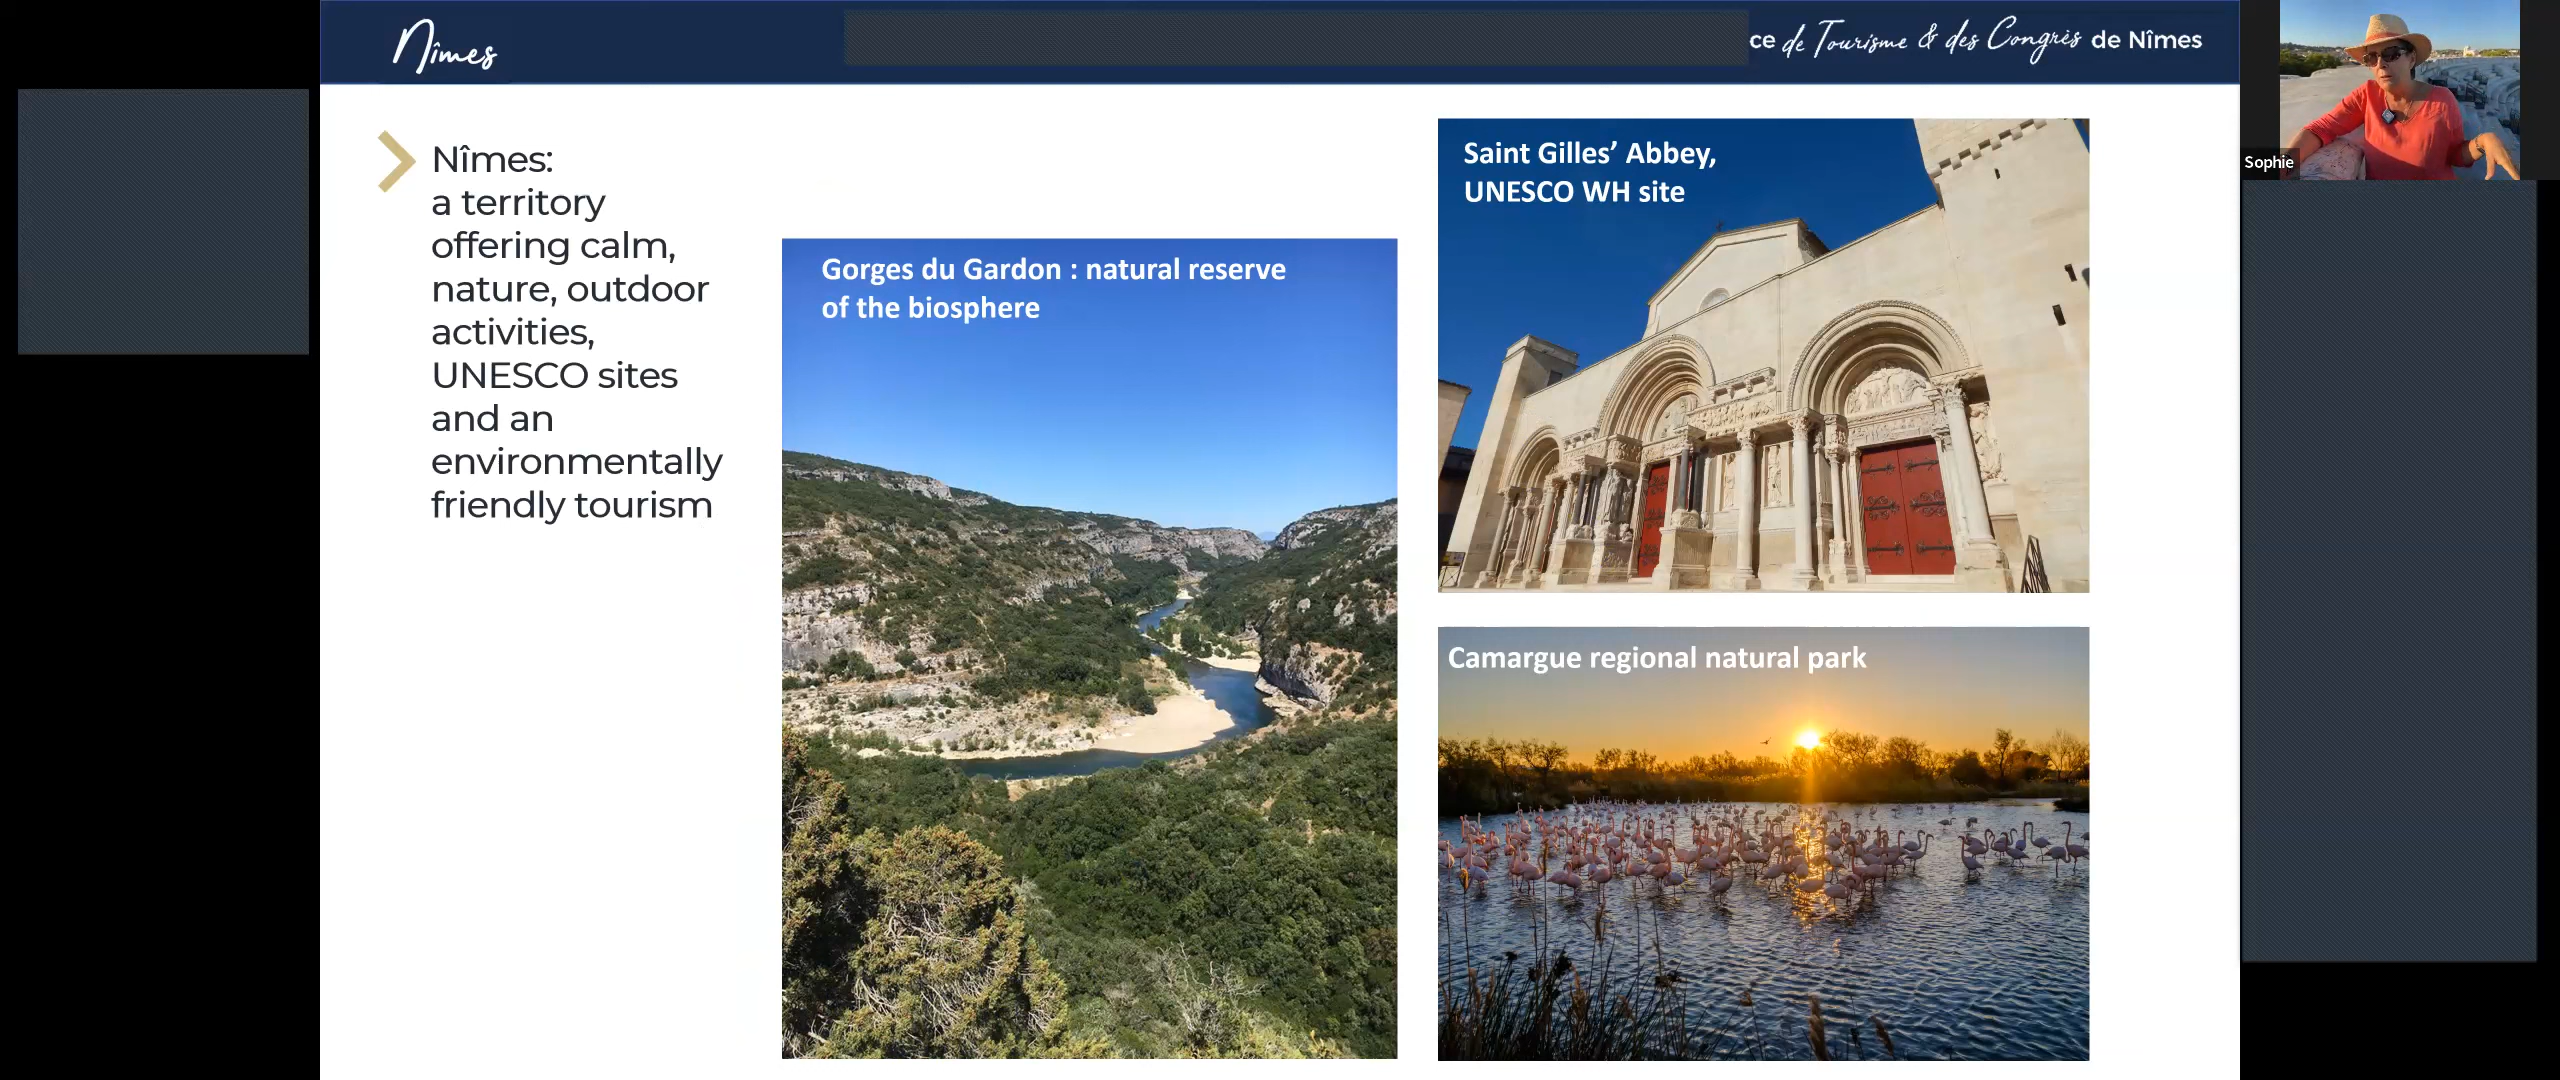 Nîmes
ce de Tourisme & des Congrès de Nîmes
Nîmes:
a territory
offering calm,
nature, outdoor
activities,
UNESCO sites
and an
environmentally
friendly tourism
Gorges du Gardon : natural reserve
of the biosphere
Saint Gilles’ Abbey,
UNESCO WH site
Camargue regional natural park
Sophie